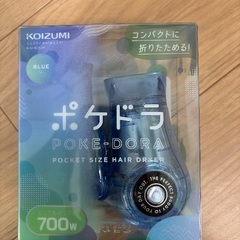 KOIZUMI
コンパクトに
折りたためる!
BLUE
ポケドラ
POKE-DORA
POCKET SIZE HAIR DRYER
700W